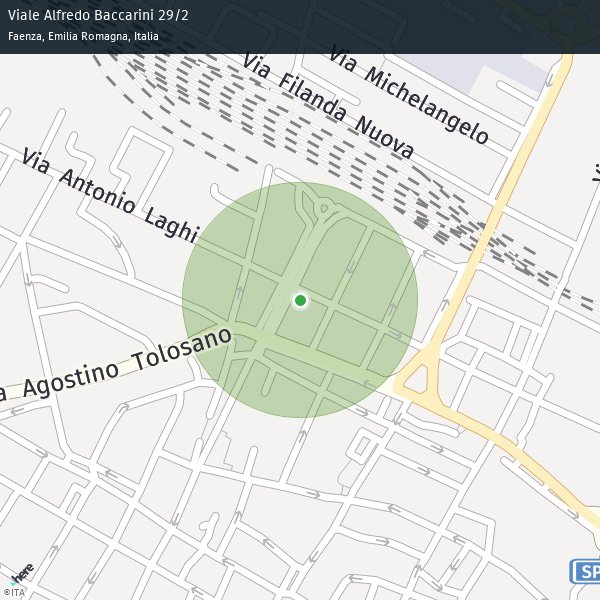 Viale Alfredo Baccarini 29/2
Faenza, Emilia Romagna, Italia
Via Michelangelo
Via Filanda Nuova
Via Antonio Laghi
a Agostino Tolosano
SP
here
©ITA